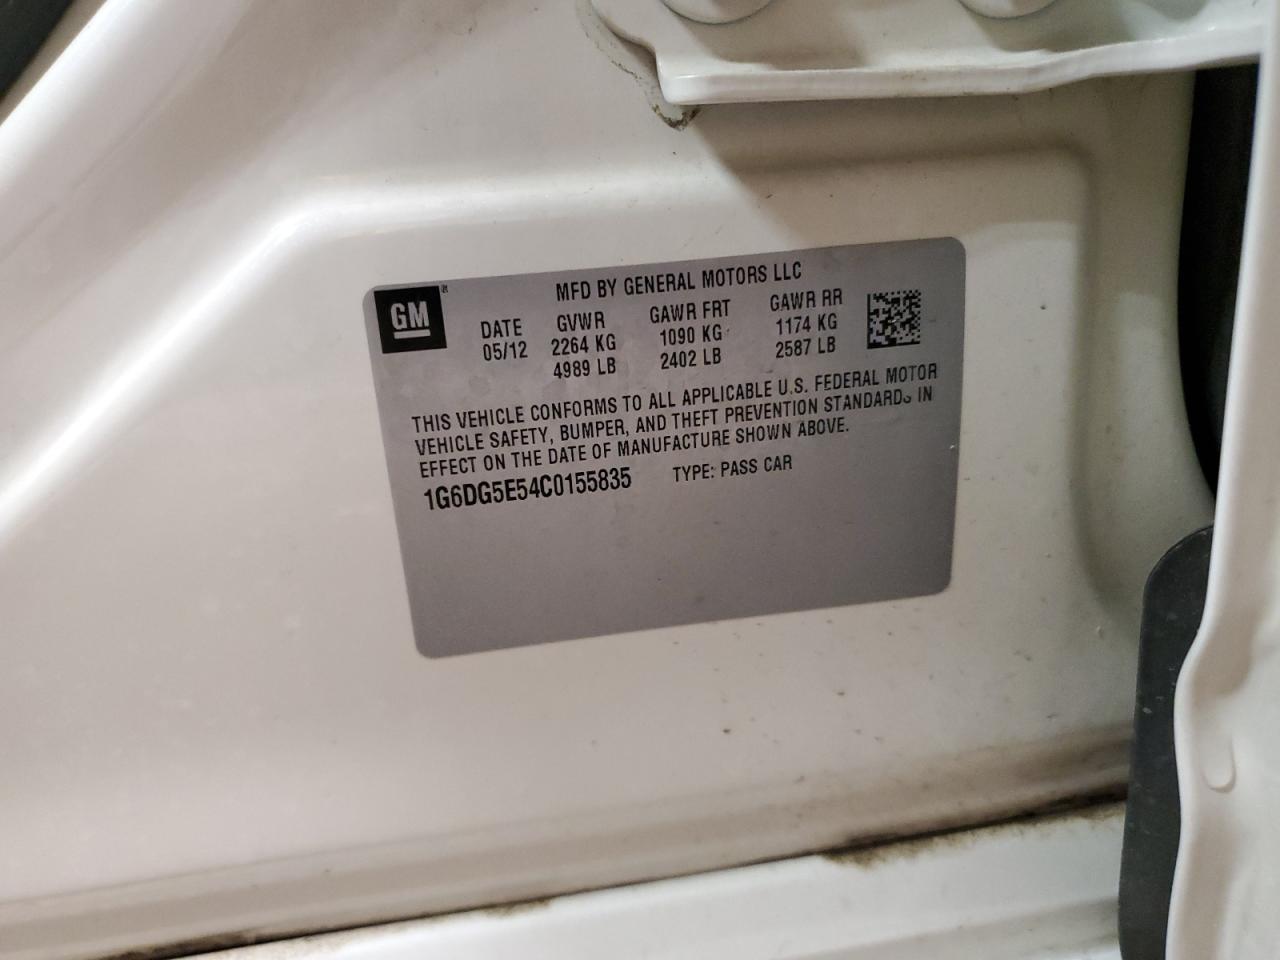 GM
MFD BY GENERAL MOTORS LLC
DATE GVWR GAWR FRT GAWR RR
05/12 2264 KG 1090 KG 1174 KG
4989 LB 2402 LB 2587 LB
THIS VEHICLE CONFORMS TO ALL APPLICABLE U.S. FEDERAL MOTOR
VEHICLE SAFETY, BUMPER, AND THEFT PREVENTION STANDARDS IN
EFFECT ON THE DATE OF MANUFACTURE SHOWN ABOVE.
1G6DG5E54C0155835 TYPE: PASS CAR